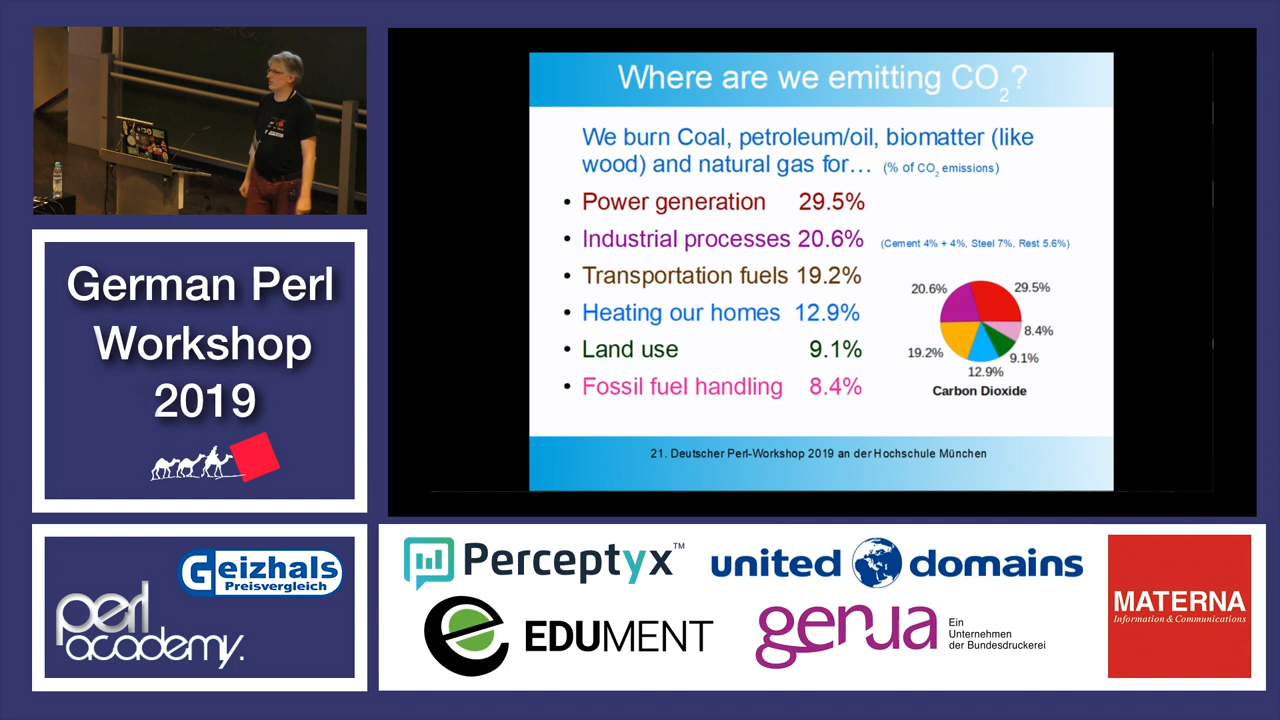 Where are we emitting CO2?
We burn Coal, petroleum/oil, biomatter (like
wood) and natural gas for… (% of CO2 emissions)
• Power generation 29.5%
• Industrial processes 20.6% (Cement 4% + 4%, Steel 7%, Rest 5.6%)
• Transportation fuels 19.2%
• Heating our homes 12.9%
• Land use 9.1%
• Fossil fuel handling 8.4%
20.6%
29.5%
8.4%
19.2%
9.1%
12.9%
Carbon Dioxide
21. Deutscher Perl-Workshop 2019 an der Hochschule München
German Perl
Workshop
2019
Geizhals
Preisvergleich
perl
academy.
Perceptyx™
united domains
EDUMENT
genua
Ein
Unternehmen
der Bundesdruckerei
MATERNA
Information & Communications